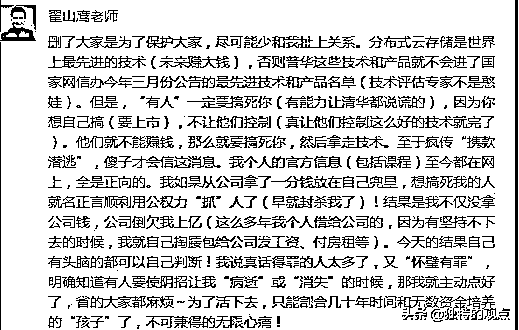 翟山鹰老师
删了大家是为了保护大家，尽可能少和我扯上关系。分布式云存储是世界
上最先进的技术（未来赚大钱），否则普华这些技术和产品就不会进了国
家网信办今年三月份公告的最先进技术和产品名单（技术评估专家不是憨
娃）。但是，“有人”一定要搞死你（有能力让清华都说谎的），因为你
想自己搞（要上市），不让他们控制（真让他们控制这么好的技术就完了
）。他们就不能赚钱，那么就要搞死你，然后拿走技术。至于疯传“携款
潜逃”，傻子才会信这消息。我个人的官方信息（包括课程）至今都在网
上，全是正向的。我如果从公司拿了一分钱放在自己兜里，想搞死我的人
就名正言顺利用公权力“抓”人了（早就封杀我了）！结果是我不仅没拿
公司钱，公司倒欠我上亿（这么多年我个人借给公司的，因为有坚持不下
去的时候，我就自己掏腰包给公司发工资、付房租等）。今天的结果自己
有头脑的都可以自己判断！我说真话得罪的人太多了，又“怀璧有罪”，
明确知道有人要使阴招让我“病逝”或“消失”的时候，那我就主动点好
了，省的大家都麻烦～为了活下去，只能割舍几十年时间和无数资金培养
的“孩子”了，不可兼得的无限心痛！
头条@独特的观点